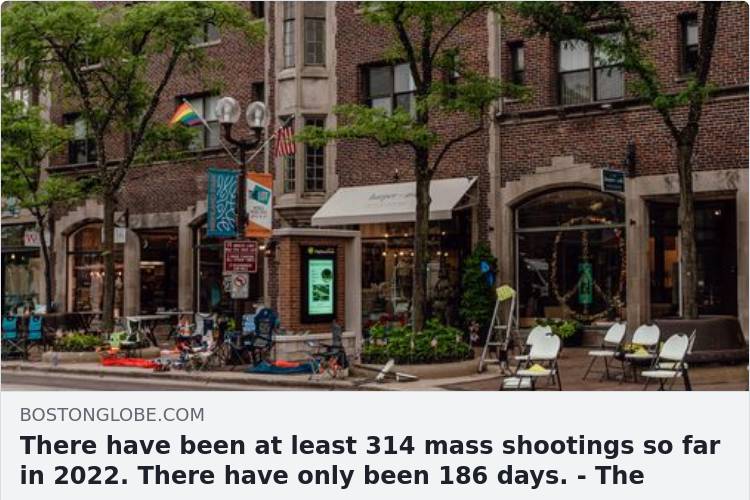 BOSTONGLOBE.COM
There have been at least 314 mass shootings so far
in 2022. There have only been 186 days. - The